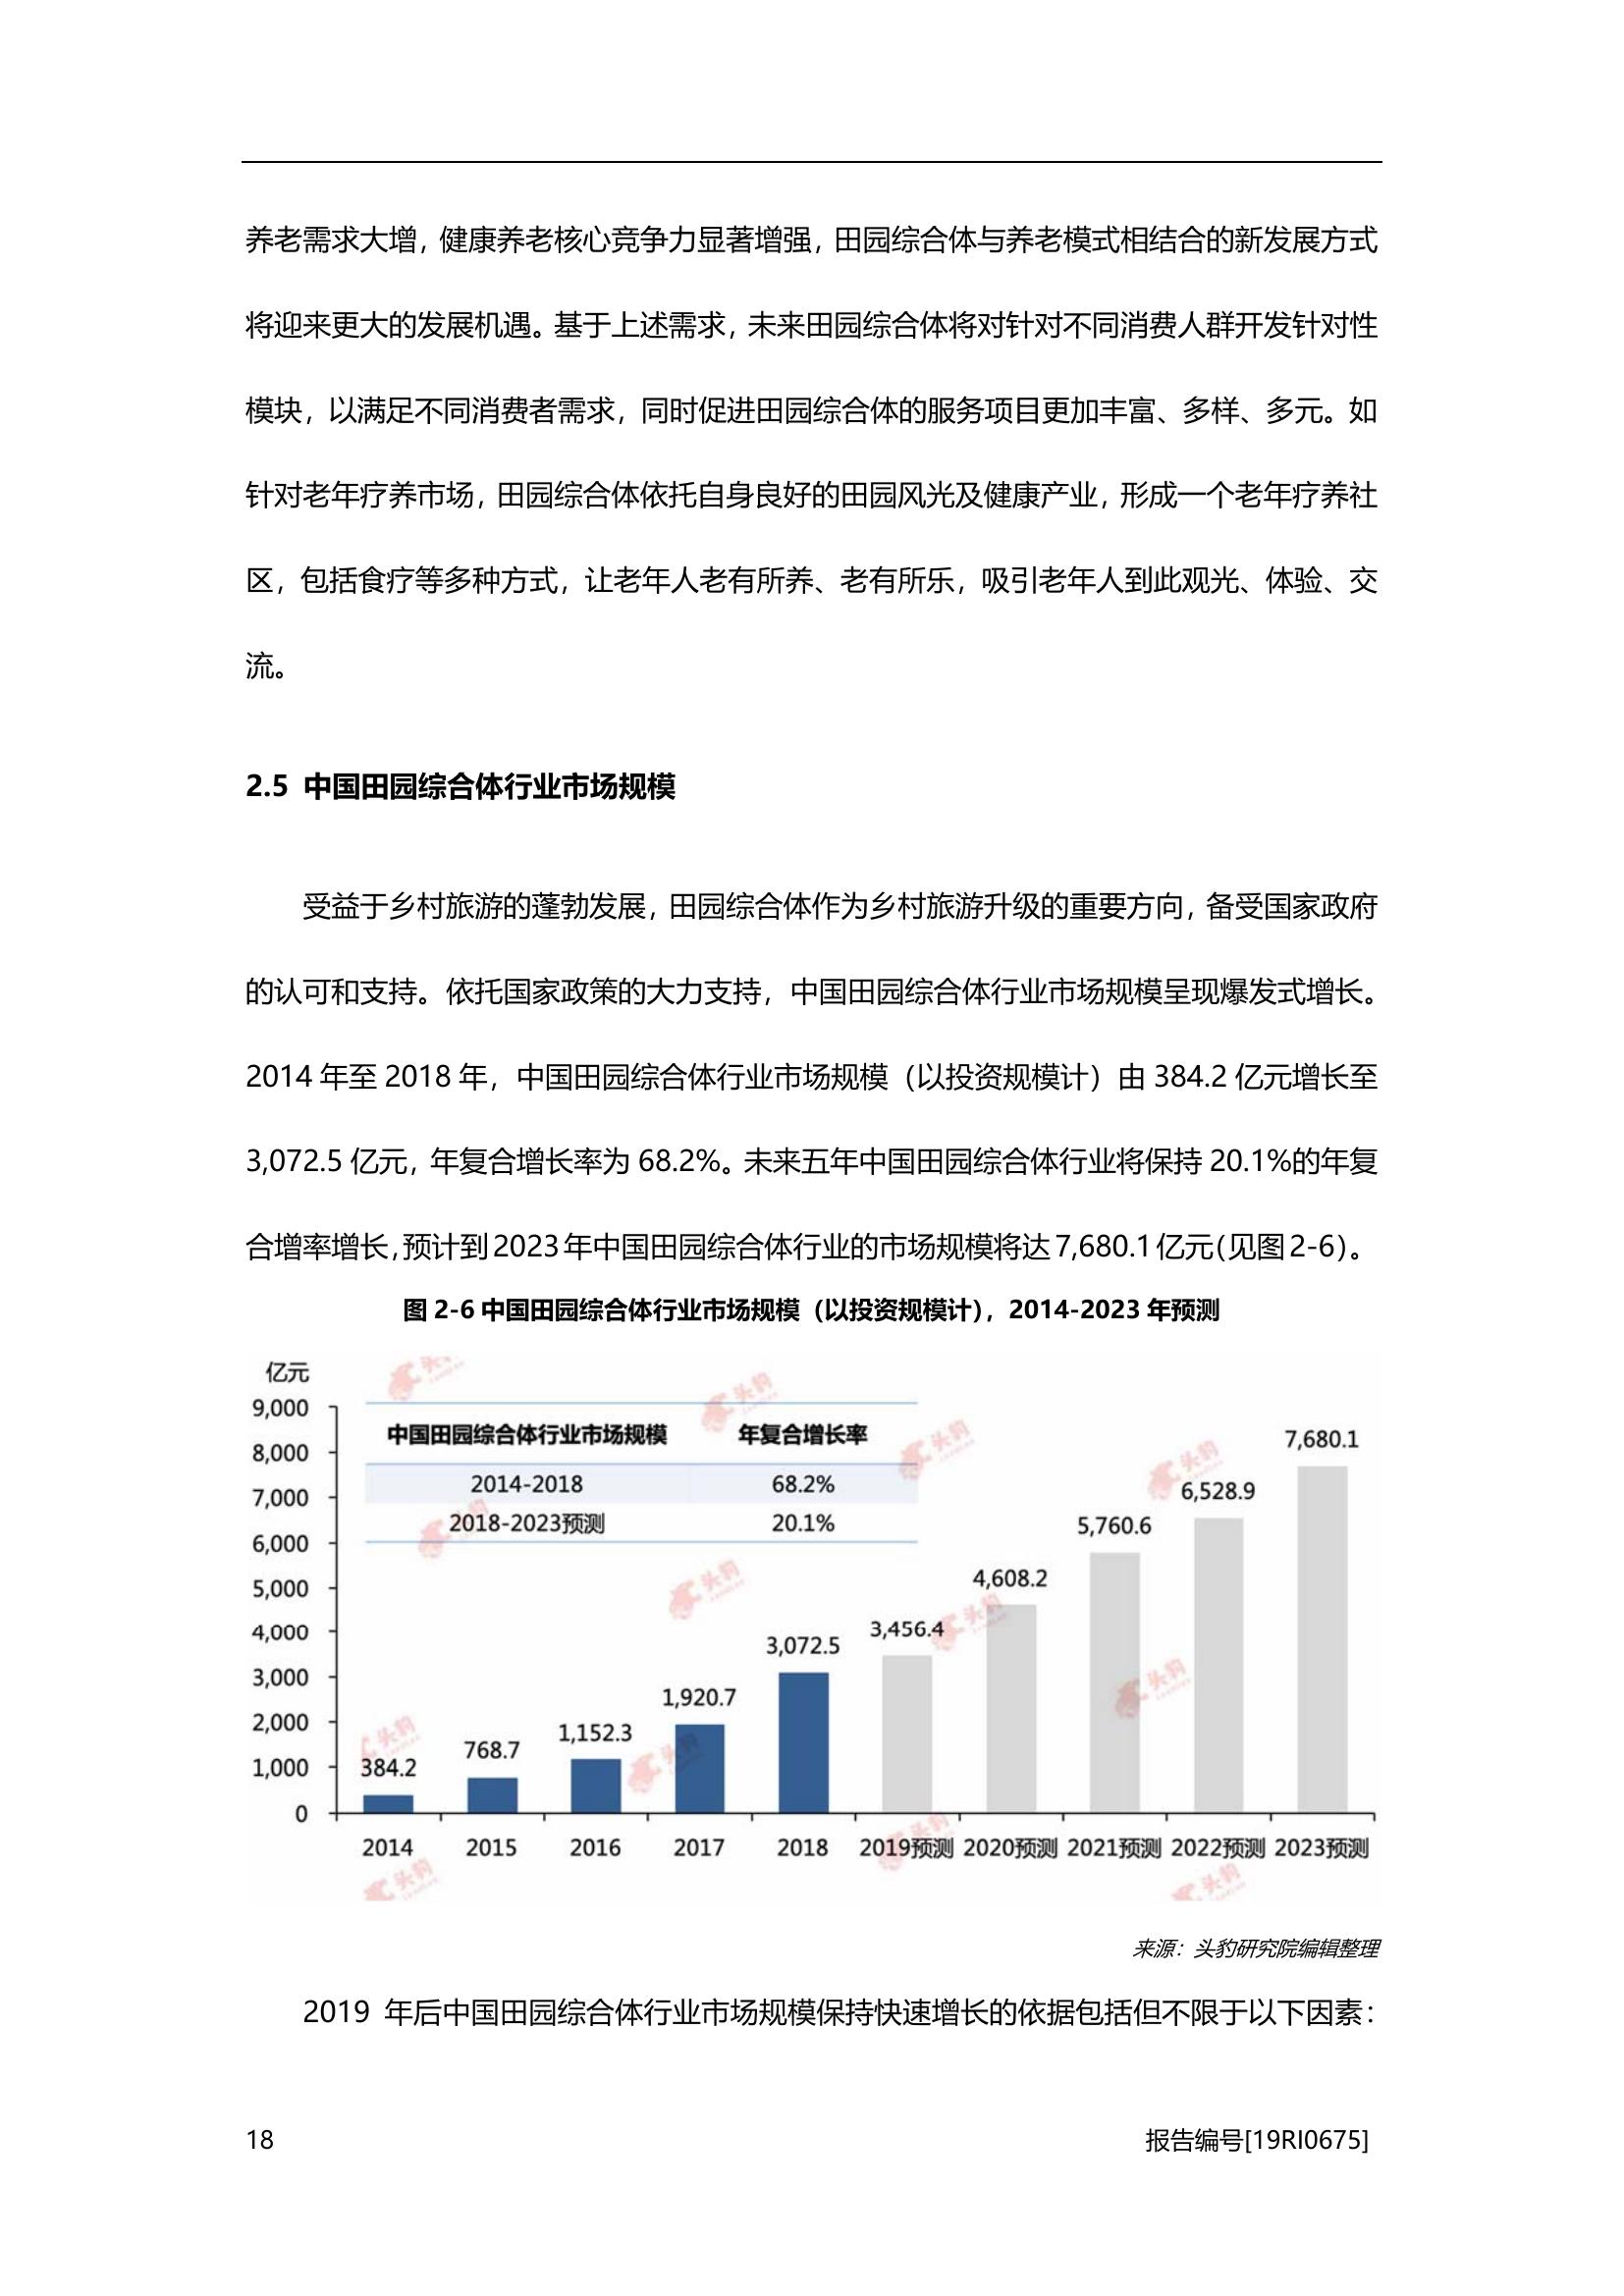 养老需求大增，健康养老核心竞争力显著增强，田园综合体与养老模式相结合的新发展方式
将迎来更大的发展机遇。基于上述需求，未来田园综合体将对针对不同消费人群开发针对性
模块，以满足不同消费者需求，同时促进田园综合体的服务项目更加丰富、多样、多元。如
针对老年疗养市场，田园综合体依托自身良好的田园风光及健康产业，形成一个老年疗养社
区，包括食疗等多种方式，让老年人老有所养、老有所乐，吸引老年人到此观光、体验、交
流。
2.5 中国田园综合体行业市场规模
受益于乡村旅游的蓬勃发展，田园综合体作为乡村旅游升级的重要方向，备受国家政府
的认可和支持。依托国家政策的大力支持，中国田园综合体行业市场规模呈现爆发式增长。
2014 年至 2018 年，中国田园综合体行业市场规模（以投资规模计）由 384.2 亿元增长至
3,072.5 亿元，年复合增长率为 68.2%。未来五年中国田园综合体行业将保持 20.1%的年复
合增率增长，预计到 2023 年中国田园综合体行业的市场规模将达 7,680.1 亿元（见图 2-6）。
图 2-6 中国田园综合体行业市场规模（以投资规模计），2014-2023 年预测
亿元
9,000
8,000
7,000
6,000
5,000
4,000
3,000
2,000
1,000
0
中国田园综合体行业市场规模 年复合增长率
2014-2018 68.2%
2018-2023预测 20.1%
384.2
768.7
1,152.3
1,920.7
3,072.5
3,456.4
4,608.2
5,760.6
6,528.9
7,680.1
2014 2015 2016 2017 2018 2019预测 2020预测 2021预测 2022预测 2023预测
头豹
头豹
头豹
头豹
头豹
头豹
头豹
头豹
头豹
头豹
头豹
头豹
头豹
来源：头豹研究院编辑整理
2019 年后中国田园综合体行业市场规模保持快速增长的依据包括但不限于以下因素：
18 报告编号[19RI0675]